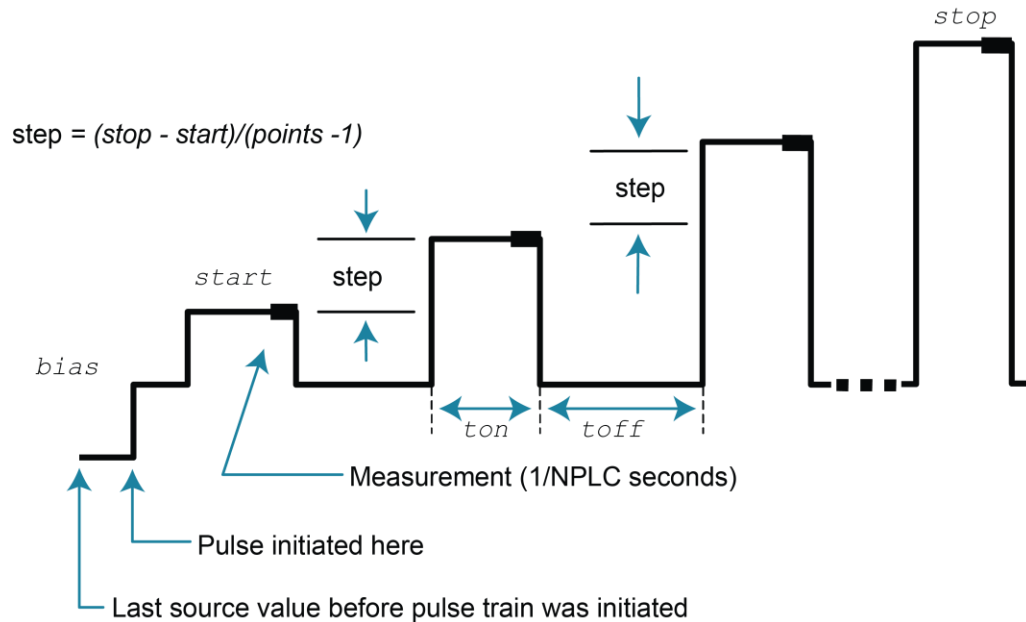 stop
step = (stop - start)/(points -1)
step
step
start
bias
ton
toff
Measurement (1/NPLC seconds)
Pulse initiated here
Last source value before pulse train was initiated